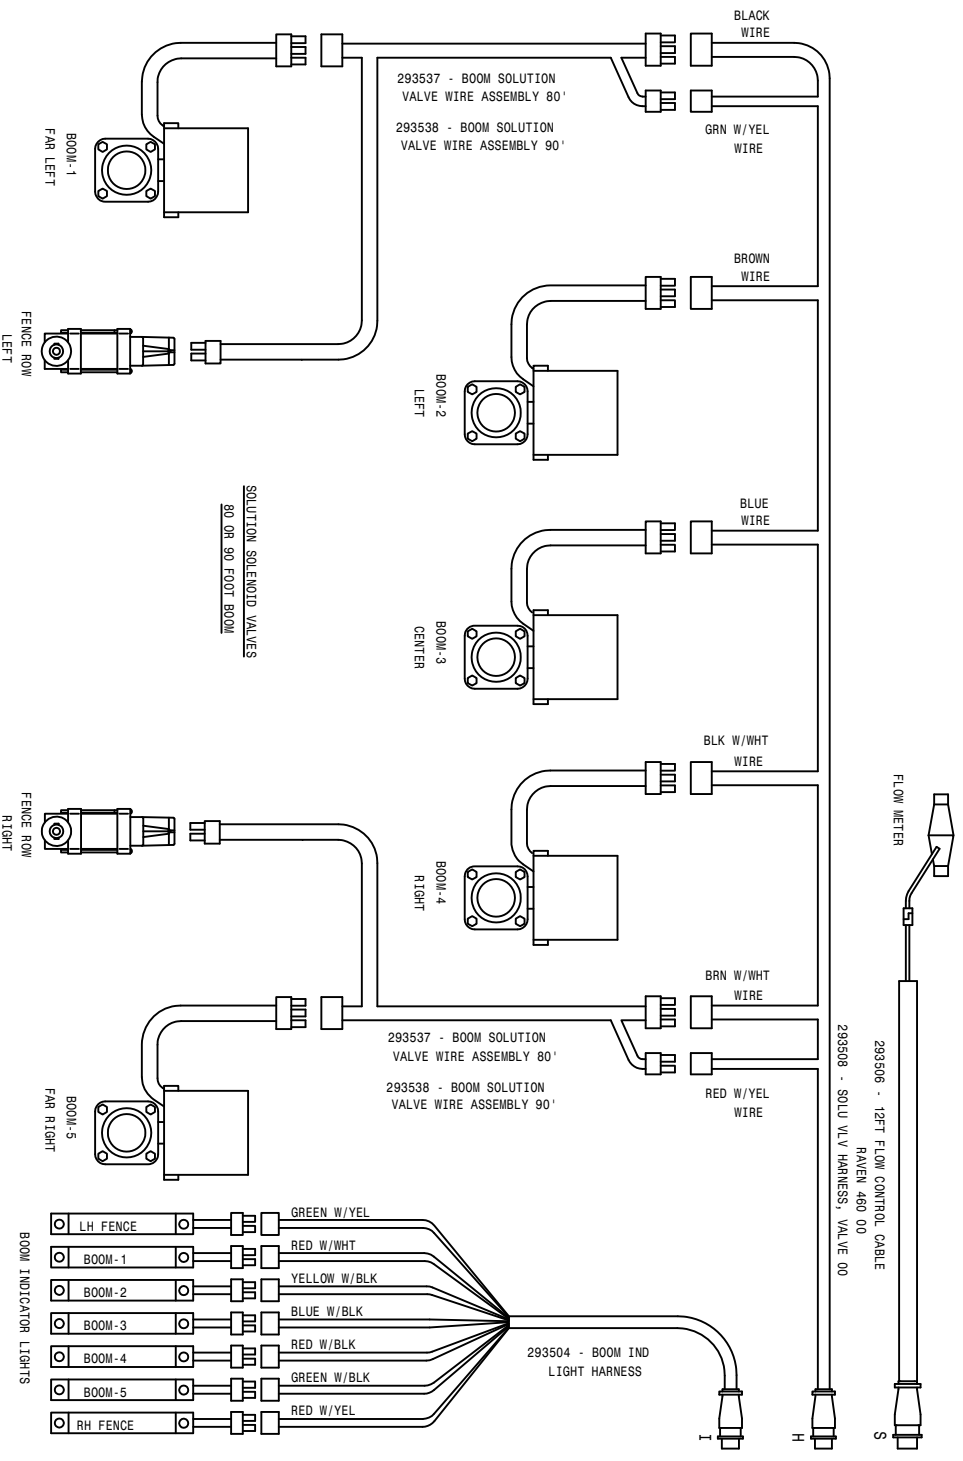 BLACK
WIRE
293537 - BOOM SOLUTION
VALVE WIRE ASSEMBLY 80'
293538 - BOOM SOLUTION
VALVE WIRE ASSEMBLY 90'
GRN W/YEL
WIRE
BOOM-1
FAR LEFT
BROWN
WIRE
FENCE ROW
LEFT
BOOM-2
LEFT
SOLUTION SOLENOID VALVES
80 OR 90 FOOT BOOM
BLUE
WIRE
BOOM-3
CENTER
BLK W/WHT
WIRE
FLOW METER
FENCE ROW
RIGHT
BOOM-4
RIGHT
BRN W/WHT
WIRE
293537 - BOOM SOLUTION
VALVE WIRE ASSEMBLY 80'
293538 - BOOM SOLUTION
VALVE WIRE ASSEMBLY 90'
RED W/YEL
WIRE
293506 - 12FT FLOW CONTROL CABLE
RAVEN 460 00
293508 - SOLU VLV HARNESS, VALVE 00
BOOM-5
FAR RIGHT
GREEN W/YEL
LH FENCE
RED W/WHT
BOOM-1
YELLOW W/BLK
BOOM-2
BLUE W/BLK
BOOM-3
RED W/BLK
BOOM-4
GREEN W/BLK
BOOM-5
RED W/YEL
RH FENCE
BOOM INDICATOR LIGHTS
293504 - BOOM IND
LIGHT HARNESS
I
H
S